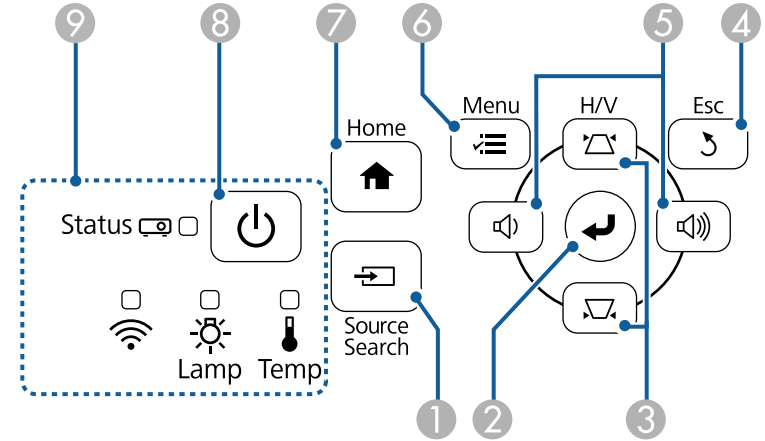 9 8 7 6 5 4
Menu H/V Esc
Home
Status
Source
Search
Lamp Temp
1 2 3